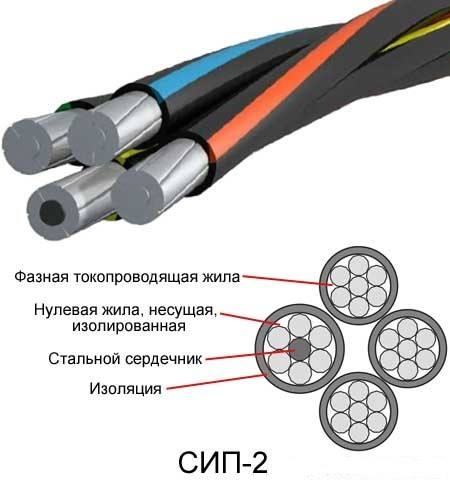 Фазная токопроводящая жила
Нулевая жила, несущая,
изолированная
Стальной сердечник
Изоляция
СИП-2